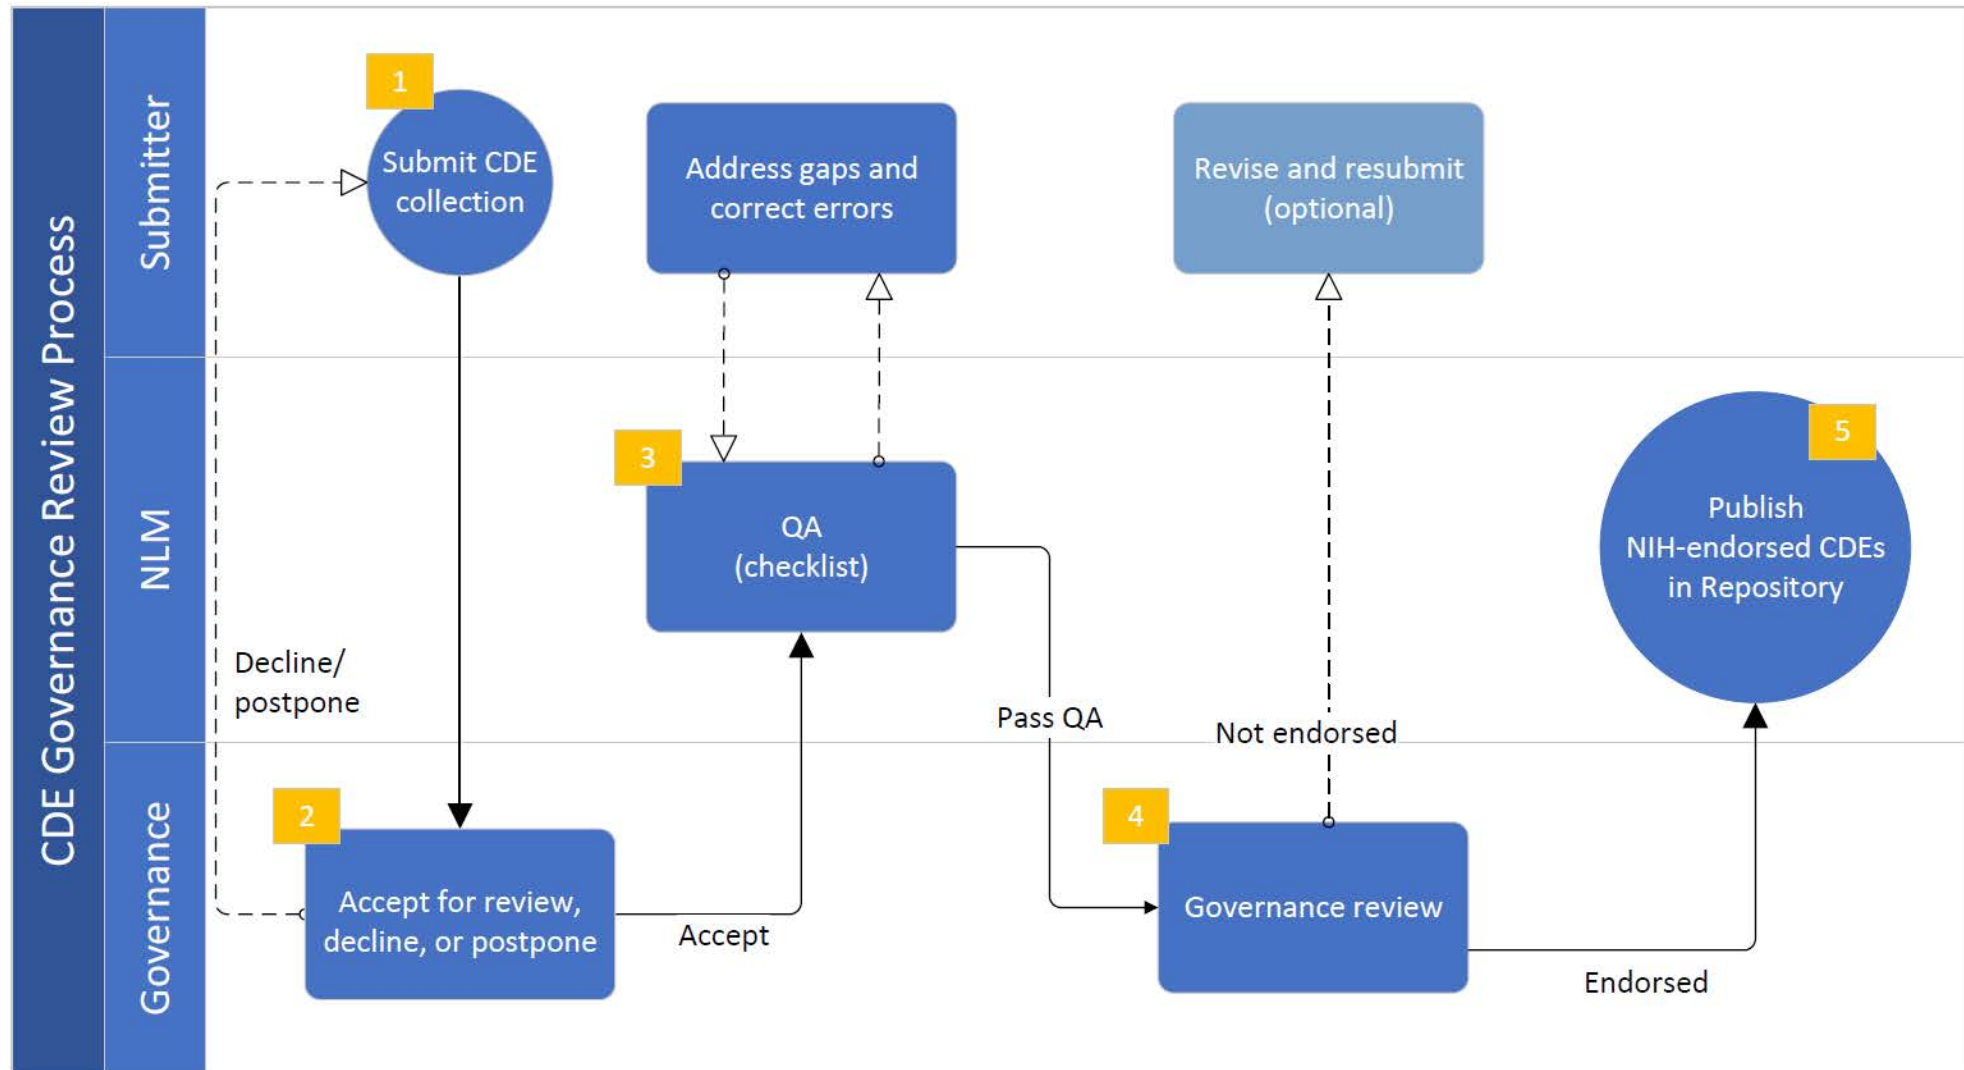 CDE Governance Review Process
Submitter
1
Submit CDE
collection
Address gaps and
correct errors
Revise and resubmit
(optional)
NLM
3
QA
(checklist)
5
Publish
NIH-endorsed CDEs
in Repository
Decline/
postpone
Pass QA
Not endorsed
Governance
2
Accept for review,
decline, or postpone
Accept
4
Governance review
Endorsed